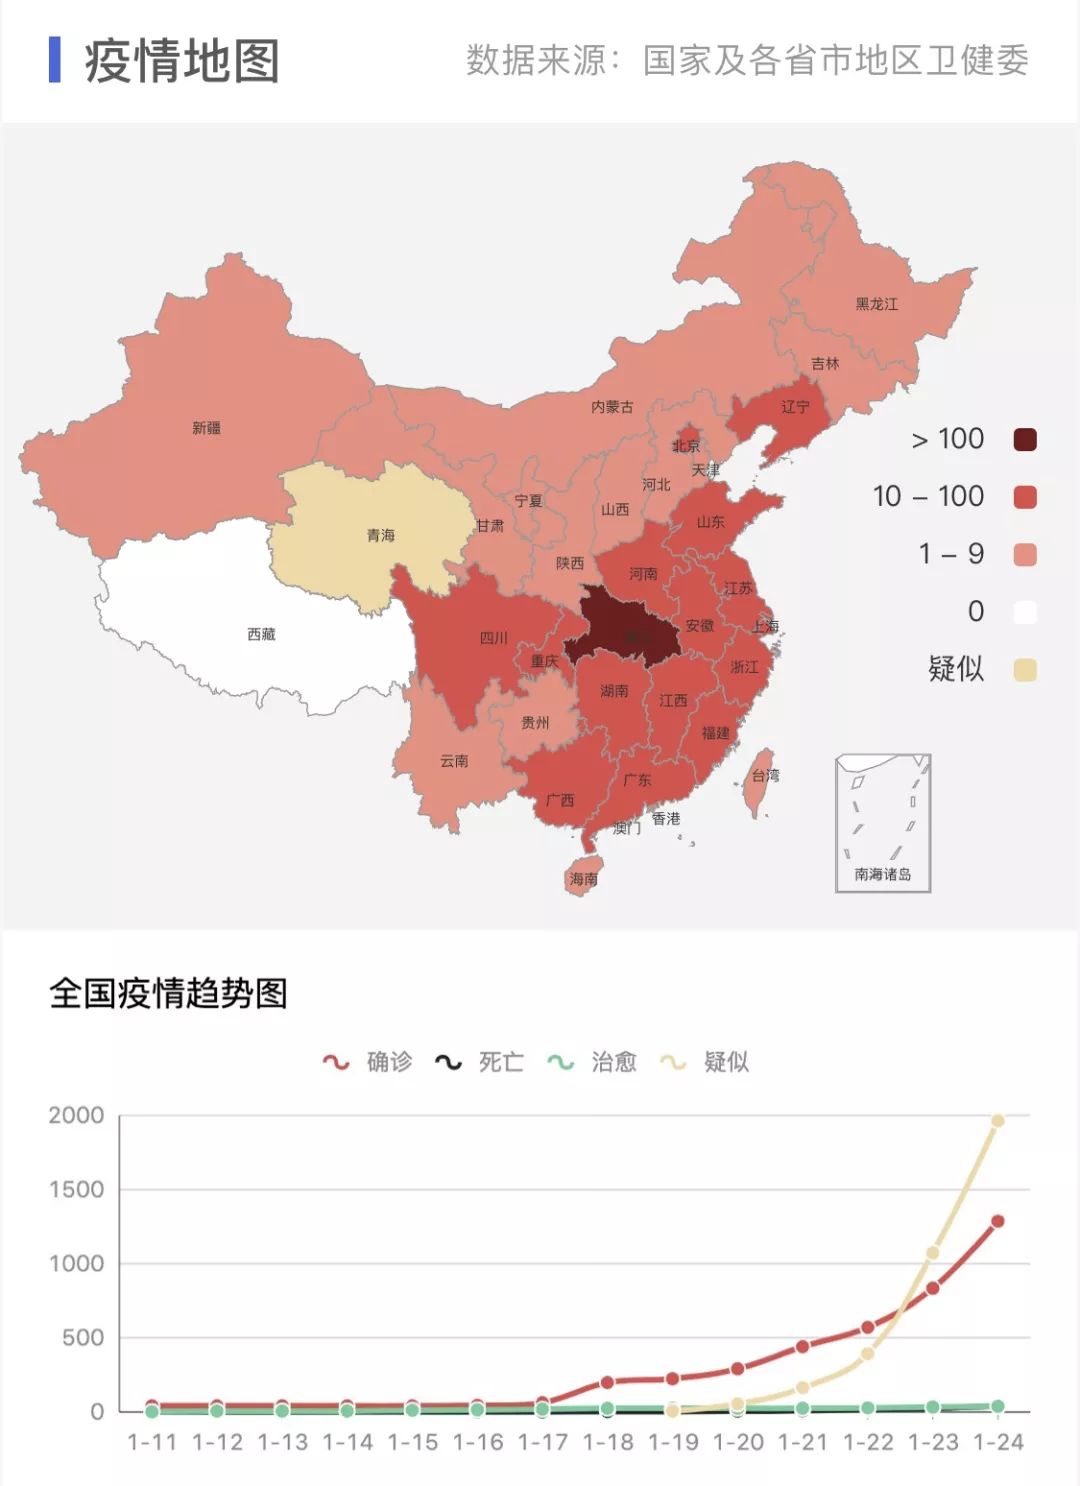 疫情地图
数据来源：国家及各省市地区卫健委
黑龙江
吉林
辽宁
内蒙古
新疆
北京
天津
河北
山西
宁夏
甘肃
青海
陕西
山东
河南
江苏
安徽
上海
西藏
四川
重庆
浙江
湖南
江西
贵州
福建
云南
广西
广东
台湾
香港
澳门
海南
南海诸岛
> 100
10 – 100
1 – 9
0
疑似
全国疫情趋势图
确诊 死亡 治愈 疑似
2000
1500
1000
500
0
1-11 1-12 1-13 1-14 1-15 1-16 1-17 1-18 1-19 1-20 1-21 1-22 1-23 1-24